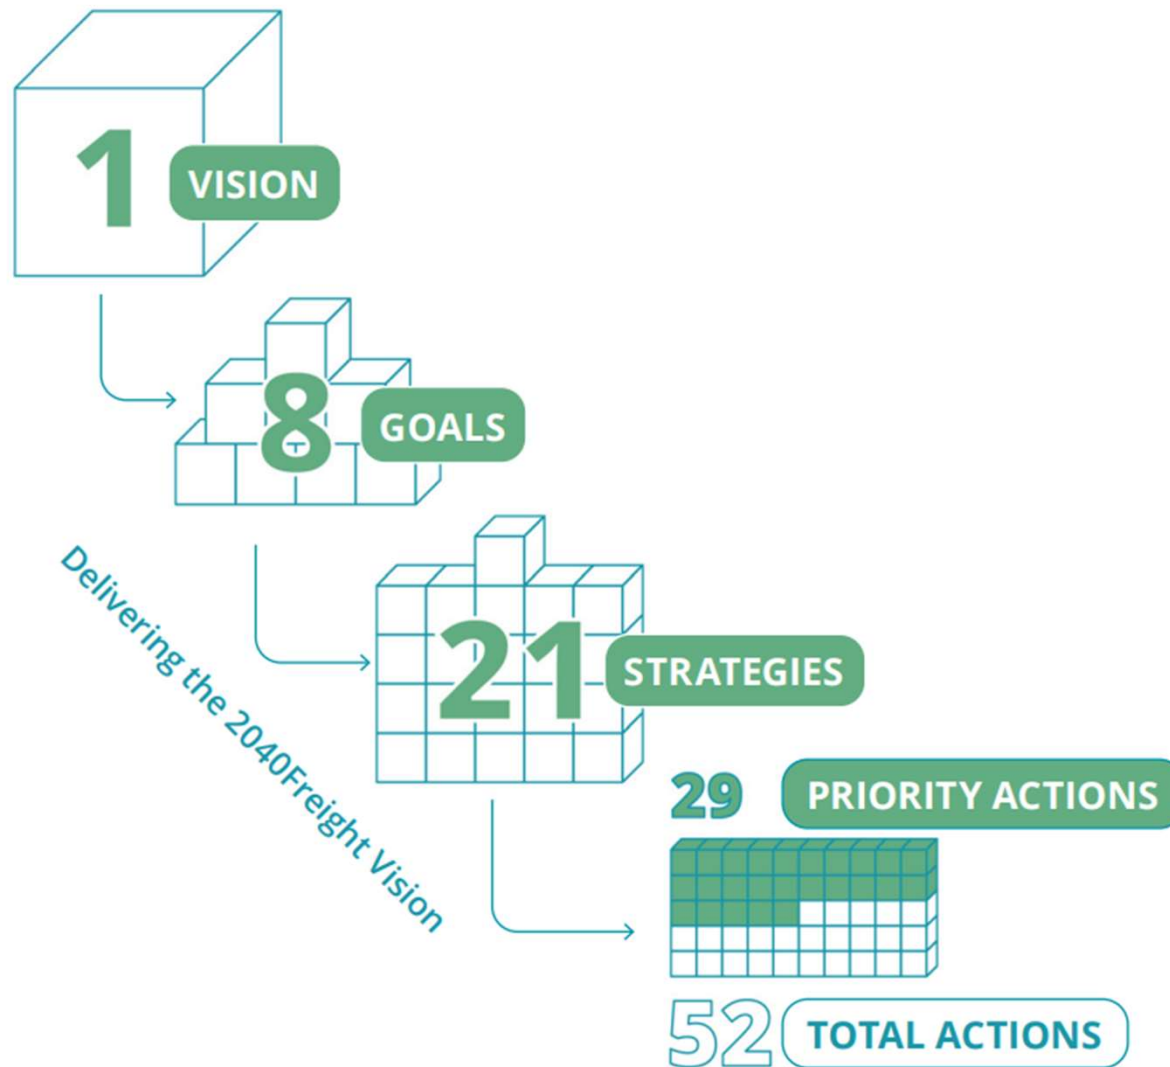 1
VISION
8
GOALS
Delivering the 2040Freight Vision
21
STRATEGIES
29
PRIORITY ACTIONS
52
TOTAL ACTIONS